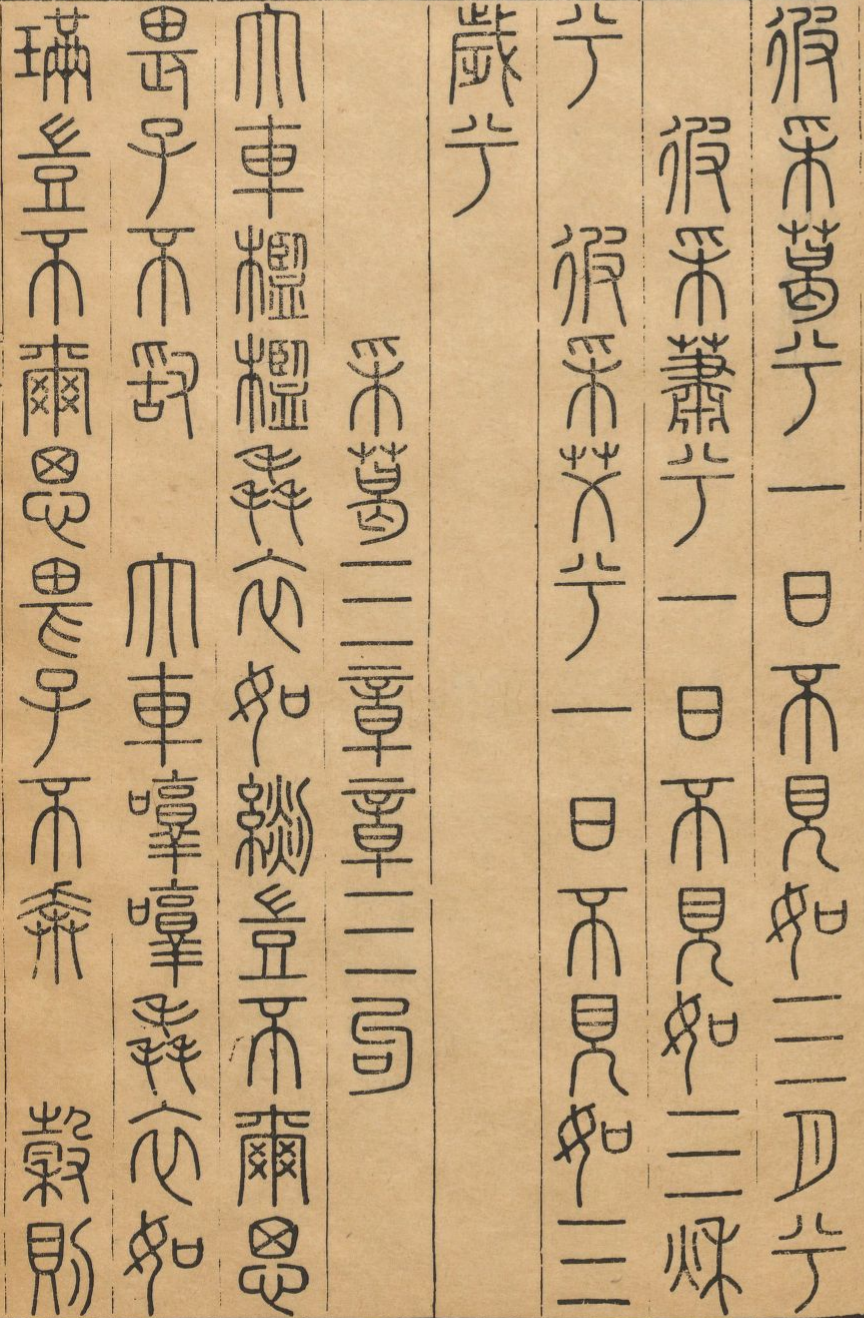 彼采葛兮一日不見如三月兮
彼采蕭兮一日不見如三秋
兮　彼采艾兮一日不見如三
歲兮
采葛三章章三句
大車檻檻毳衣如菼豈不爾思
畏子不敢　大車啍啍毳衣如
璊豈不爾思畏子不奔　穀則